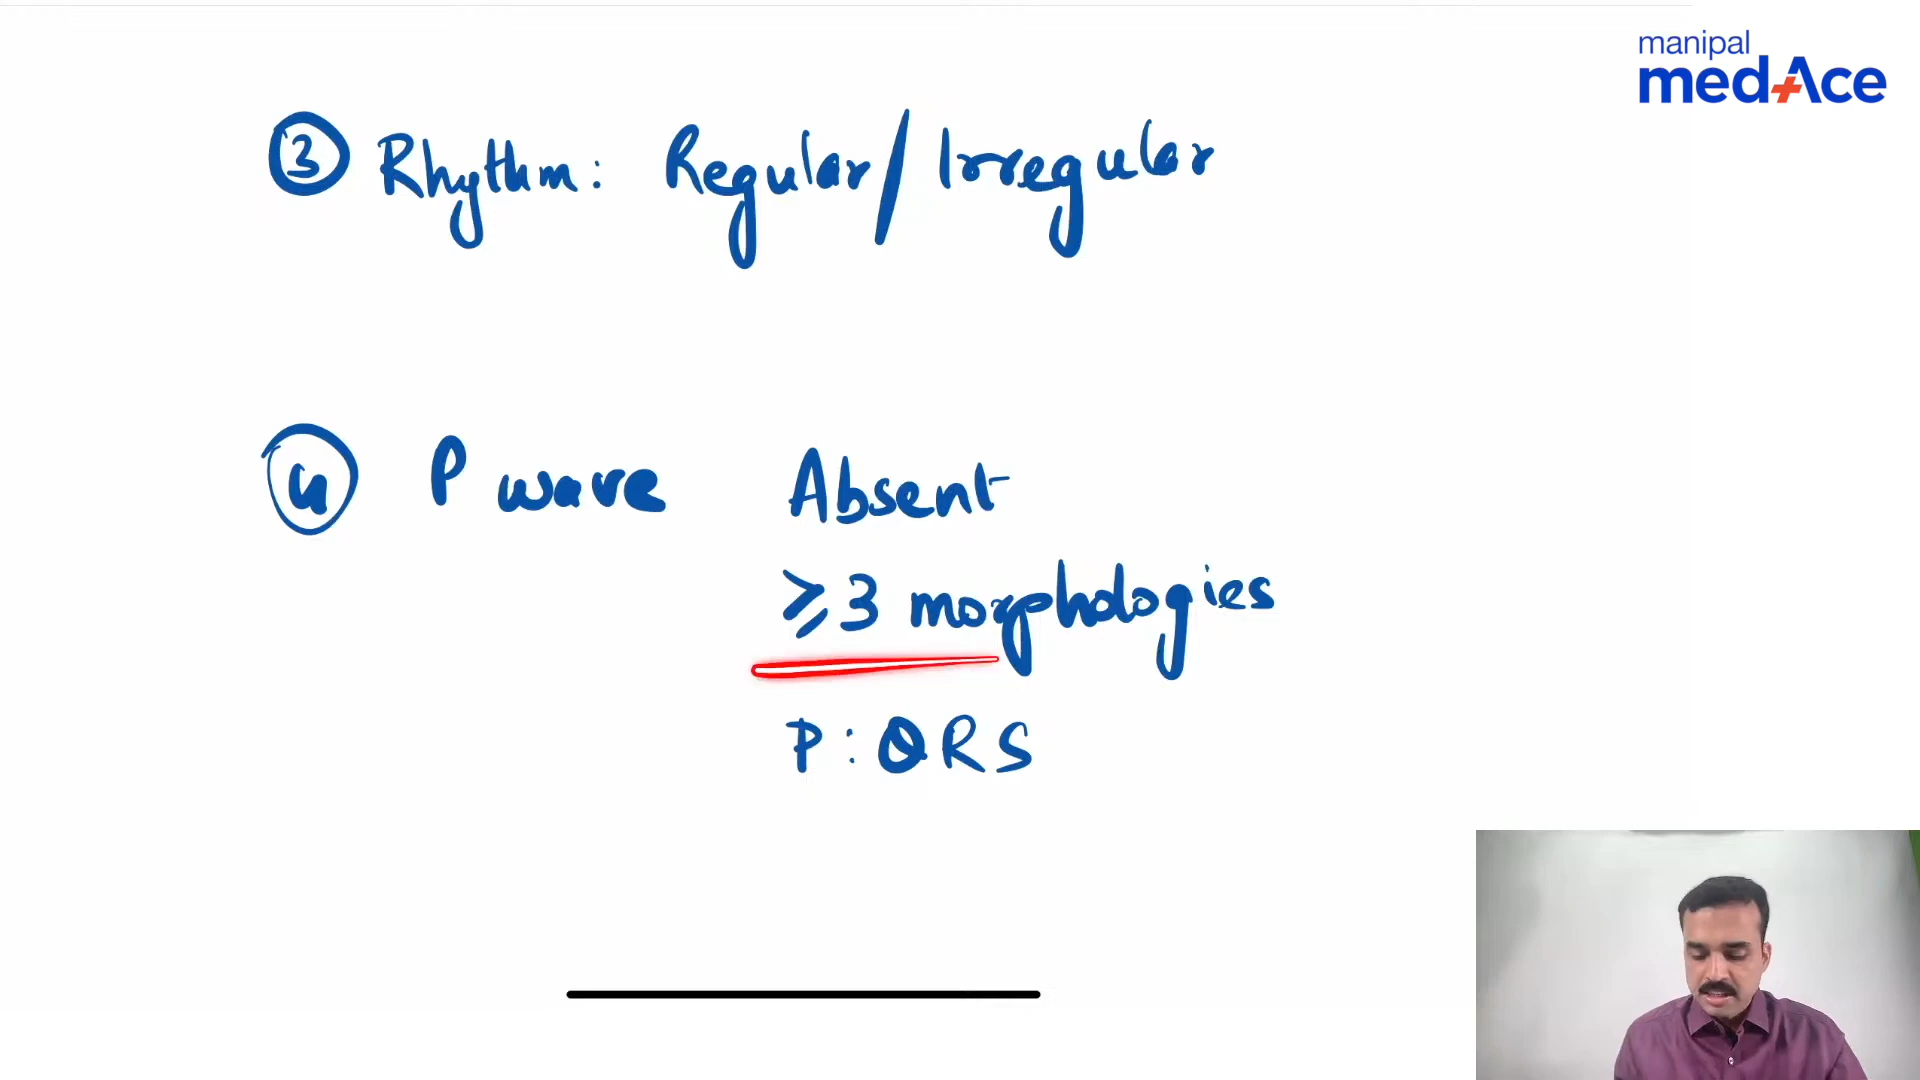 manipal
medAce
3 Rhythm: Regular/Irregular
4 P wave Absent
≥3 morphologies
P:QRS